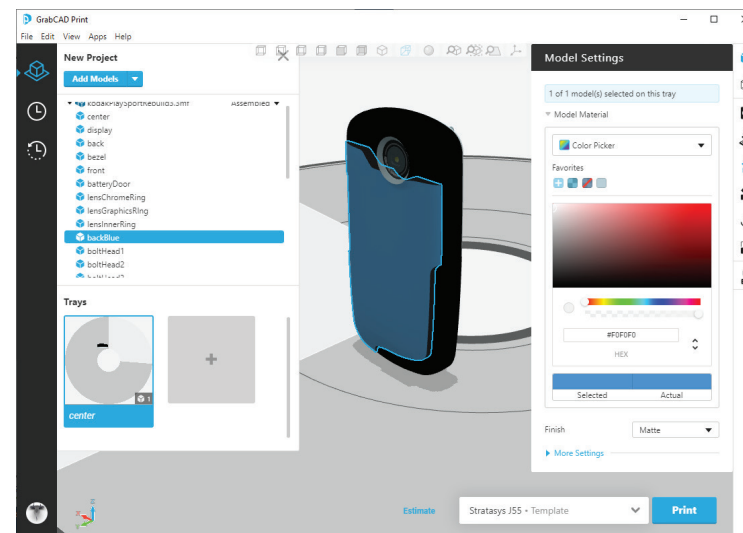 GrabCAD Print
File Edit View Apps Help
New Project
Add Models
kodakPlaySportRebuild3.3mf Assembled
center
display
back
bezel
front
batteryDoor
lensChromeRing
lensGraphicsRIng
lensInnerRing
backBlue
boltHead1
boltHead2
Trays
1
center
Model Settings
1 of 1 model(s) selected on this tray
Model Material
Color Picker
Favorites
#F0F0F0
HEX
Selected Actual
Finish Matte
More Settings
Estimate
Stratasys J55 • Template
Print